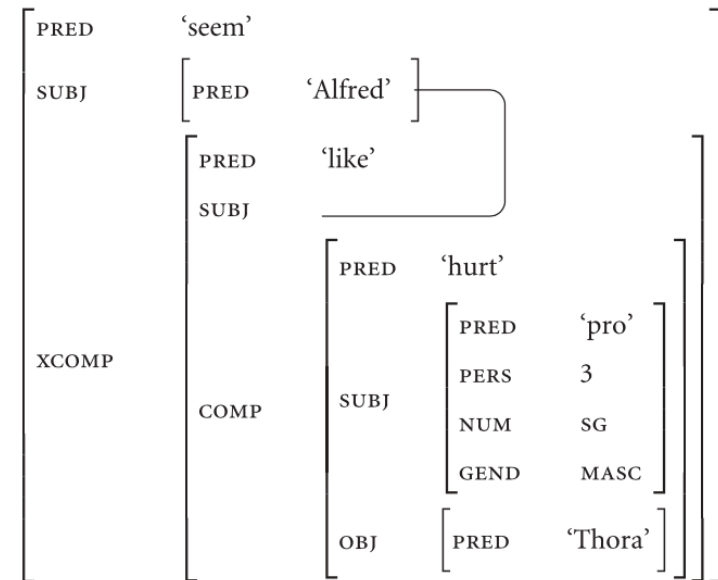 PRED ‘seem’
SUBJ PRED ‘Alfred’
PRED ‘like’
SUBJ
PRED ‘hurt’
PRED ‘pro’
PERS 3
XCOMP
SUBJ
COMP
NUM SG
GEND MASC
OBJ PRED ‘Thora’